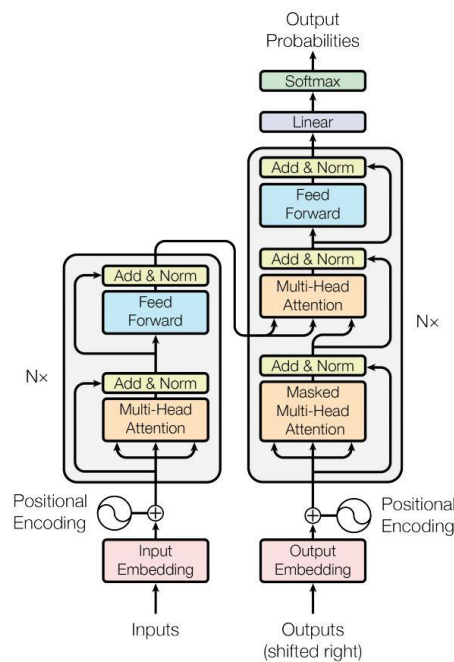 Output
Probabilities
Softmax
Linear
Add & Norm
Feed
Forward
Add & Norm
Multi-Head
Attention
Add & Norm
Masked
Multi-Head
Attention
N×
Add & Norm
Feed
Forward
N×
Add & Norm
Multi-Head
Attention
Positional
Encoding
Positional
Encoding
Input
Embedding
Output
Embedding
Inputs
Outputs
(shifted right)